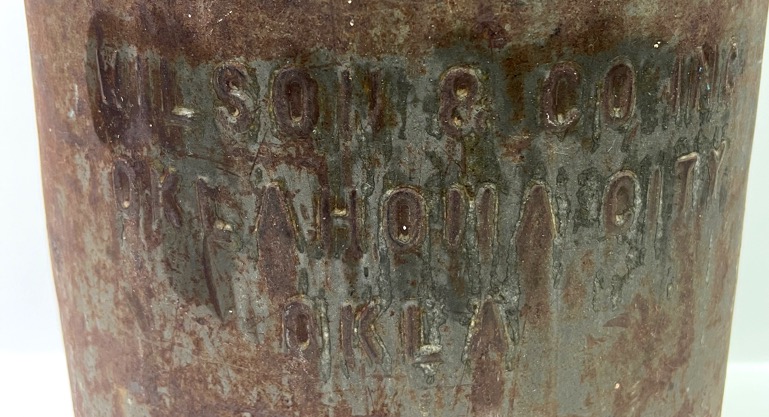 WILSON & CO. INC
OKLAHOMA CITY
OKLA